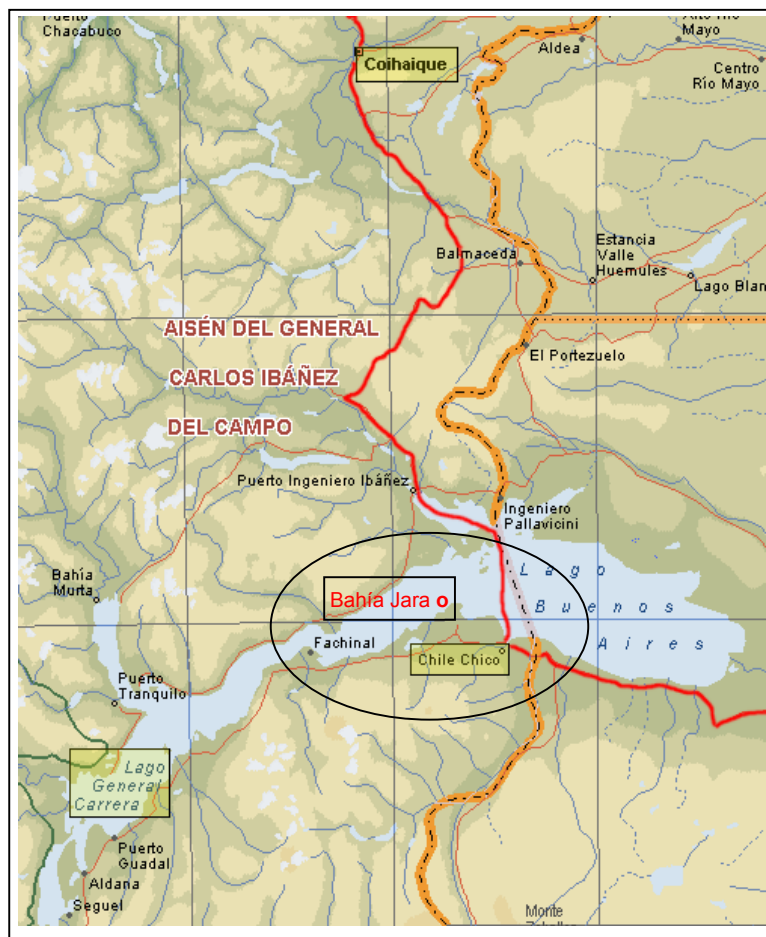 Puerto
Chacabuco
Coihaique
Aldea
Mayo
Centro
Río Mayo
Balmaceda
Estancia
Valle
Huemules
Lago Blan
AISÉN DEL GENERAL
CARLOS IBÁÑEZ
DEL CAMPO
El Portezuelo
Puerto Ingeniero Ibáñez
Ingeniero
Pallavicini
Lago
Buenos
Aires
Bahía
Murta
Bahía Jara o
Fachinal
Chile Chico
Puerto
Tranquilo
Lago
General
Carrera
Puerto
Guadal
Aldana
Seguel
Monte